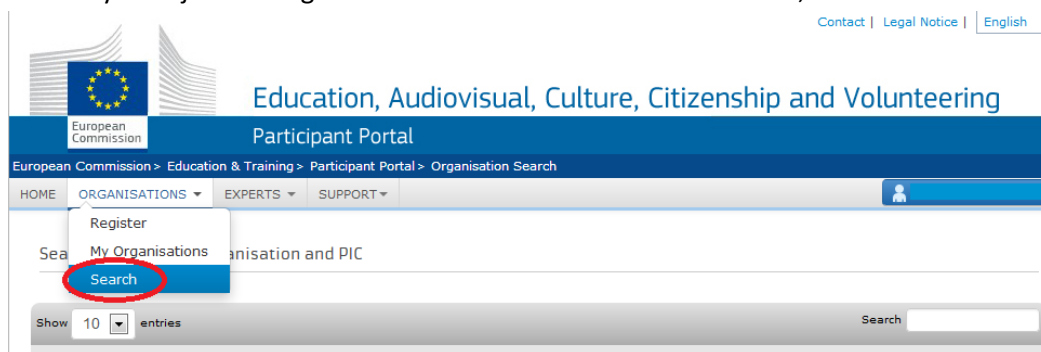 Contact | Legal Notice | English
Education, Audiovisual, Culture, Citizenship and Volunteering
European
Commission
Participant Portal
European Commission > Education & Training > Participant Portal > Organisation Search
HOME ORGANISATIONS EXPERTS SUPPORT
Register
My Organisations
Sea anisation and PIC
Search
Show 10 entries Search